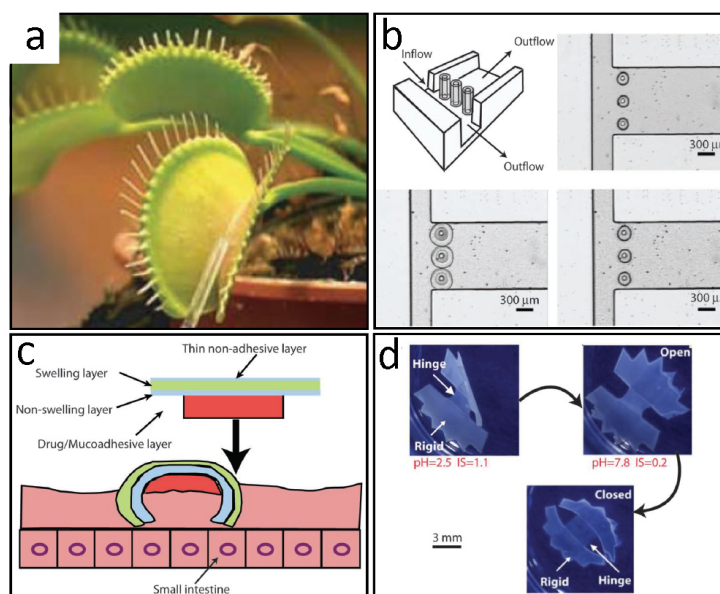 a
b
Inflow
Outflow
Outflow
300 μm
300 μm
300 μm
c
Thin non-adhesive layer
Swelling layer
Non-swelling layer
Drug/Mucoadhesive layer
Small intestine
d
Hinge
Rigid
pH=2.5 IS=1.1
Open
pH=7.8 IS=0.2
Closed
Rigid
Hinge
3 mm